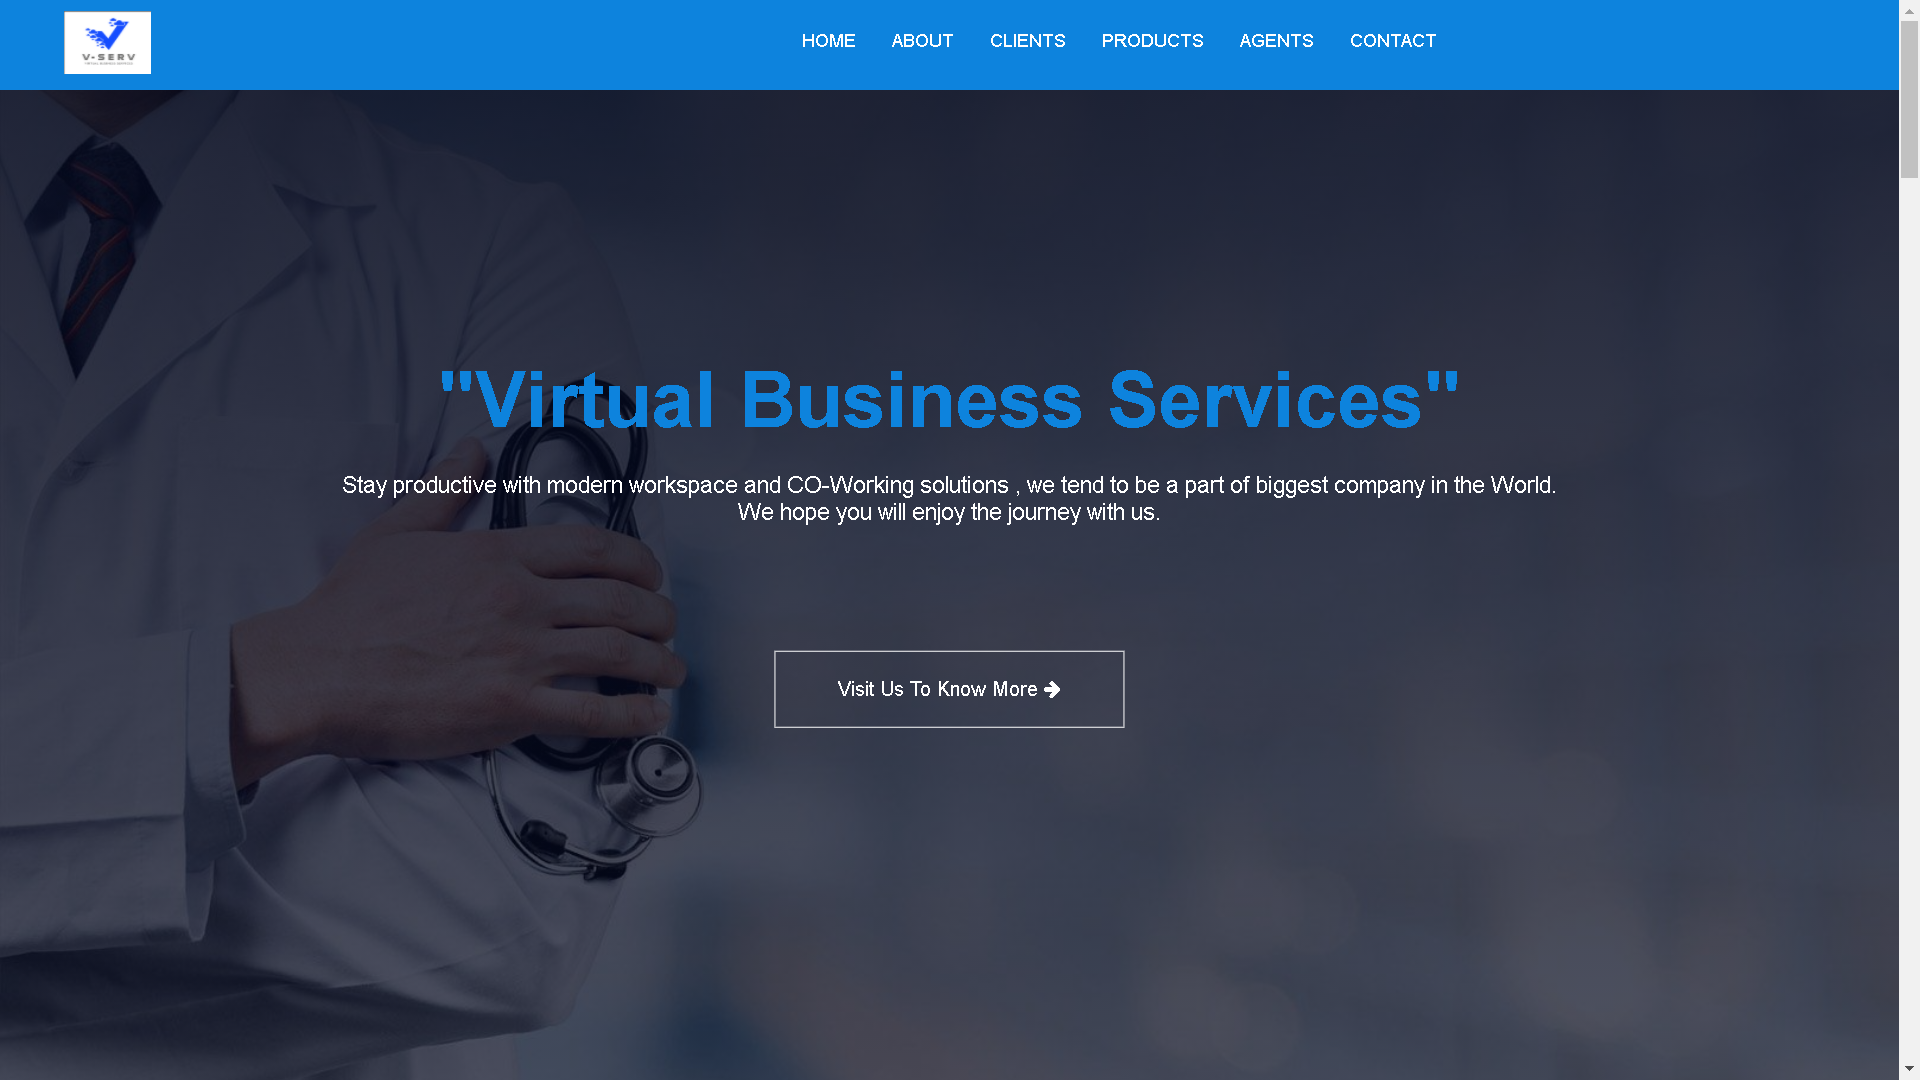 V-SERV
HOME ABOUT CLIENTS PRODUCTS AGENTS CONTACT
"Virtual Business Services"
Stay productive with modern workspace and CO-Working solutions , we tend to be a part of biggest company in the World.
We hope you will enjoy the journey with us.
Visit Us To Know More